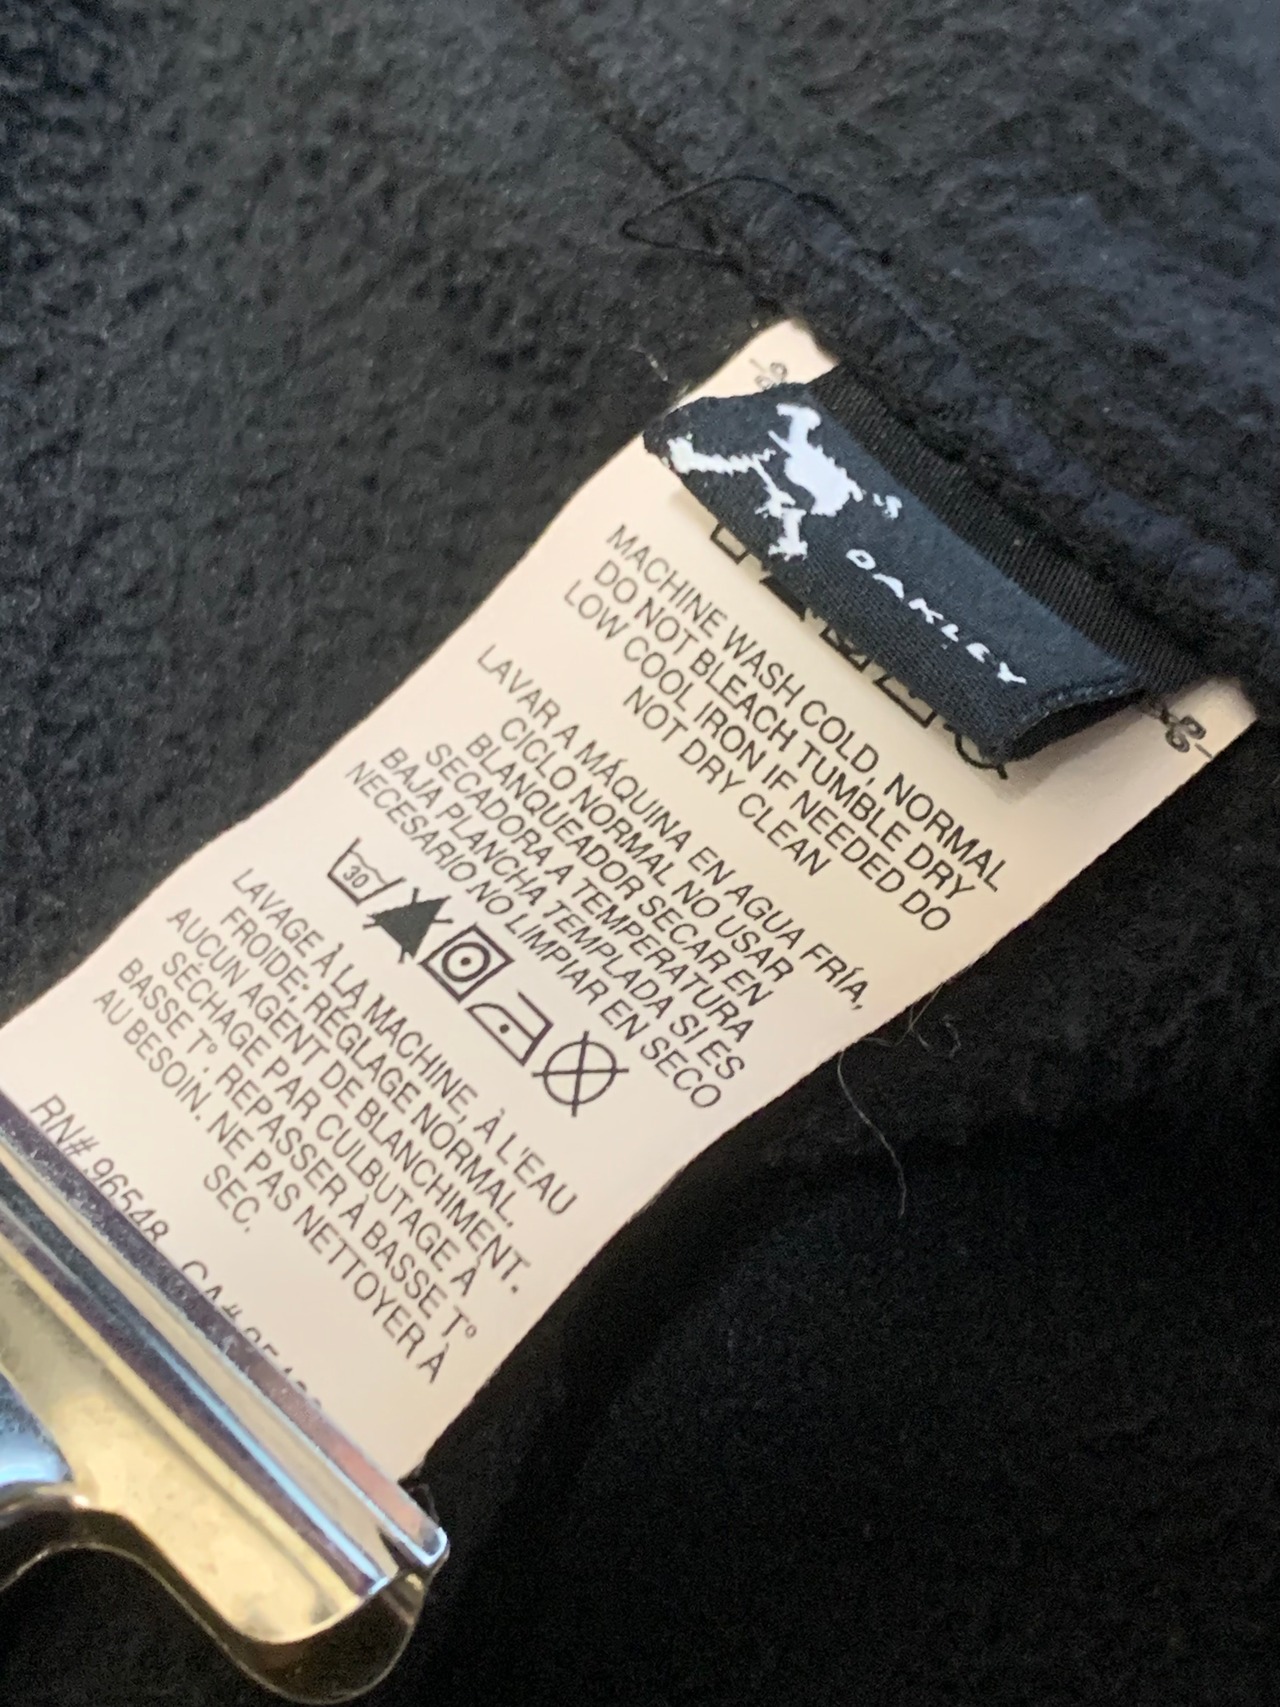 OAKLEY
MACHINE WASH COLD, NORMAL
DO NOT BLEACH TUMBLE DRY
LOW COOL IRON IF NEEDED DO
NOT DRY CLEAN
LAVAR A MÁQUINA EN AGUA FRÍA,
CICLO NORMAL NO USAR
BLANQUEADOR SECAR EN
SECADORA A TEMPERATURA
BAJA PLANCHA TEMPLADA SI ES
NECESARIO NO LIMPIAR EN SECO
30
LAVAGE À LA MACHINE, À L'EAU
FROIDE; RÉGLAGE NORMAL.
AUCUN AGENT DE BLANCHIMENT.
SÉCHAGE PAR CULBUTAGE À
BASSE T°. REPASSER À BASSE T°
AU BESOIN. NE PAS NETTOYER À
SEC.
RN# 96548 CA#